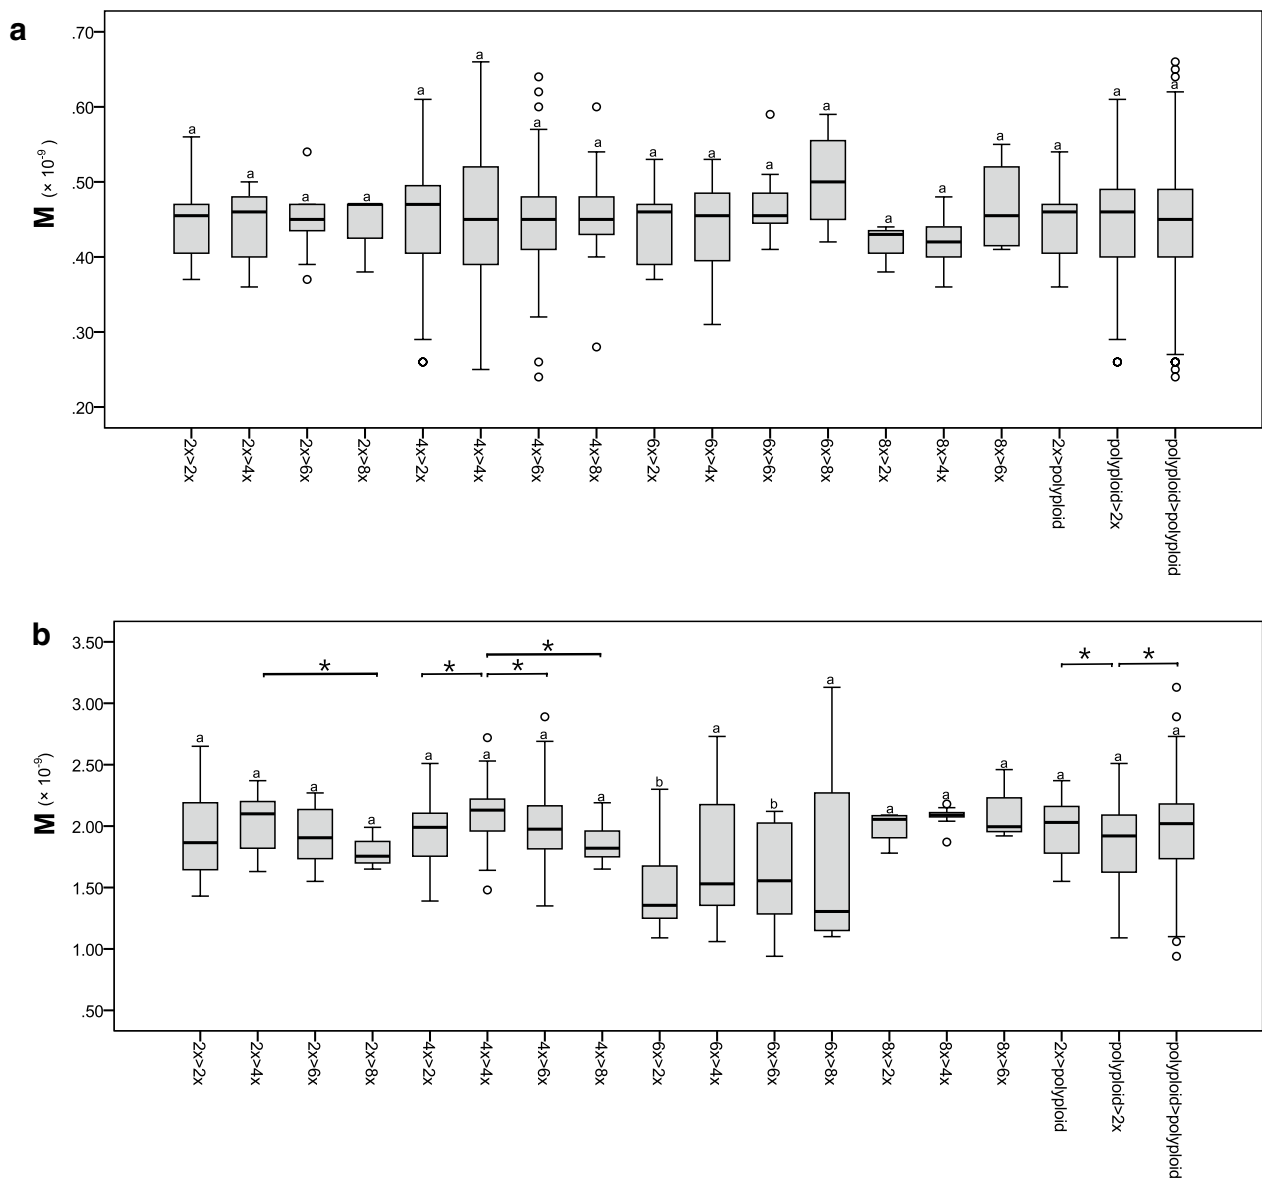 a
M (× 10-9 )
.70
.60
.50
.40
.30
.20
a a a a a a a a a a a a a a a a a a
2x>2x
2x>4x
2x>6x
2x>8x
4x>2x
4x>4x
4x>6x
4x>8x
6x>2x
6x>4x
6x>6x
6x>8x
8x>2x
8x>4x
8x>6x
2x>polyploid
polyploid>2x
polyploid>polyploid
b
M (× 10-9)
3.50
3.00
2.50
2.00
1.50
1.00
.50
* * * * * *
a a a a a a a a b a b a a a a a a a
2x>2x
2x>4x
2x>6x
2x>8x
4x>2x
4x>4x
4x>6x
4x>8x
6x>2x
6x>4x
6x>6x
6x>8x
8x>2x
8x>4x
8x>6x
2x>polyploid
polyploid>2x
polyploid>polyploid